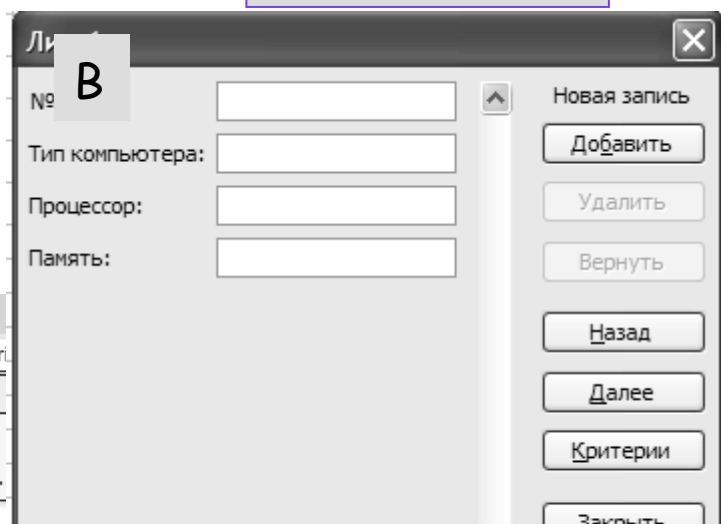 B
№
Новая запись
Добавить
Тип компьютера:
Удалить
Процессор:
Вернуть
Память:
Назад
Далее
Критерии
Закрыть